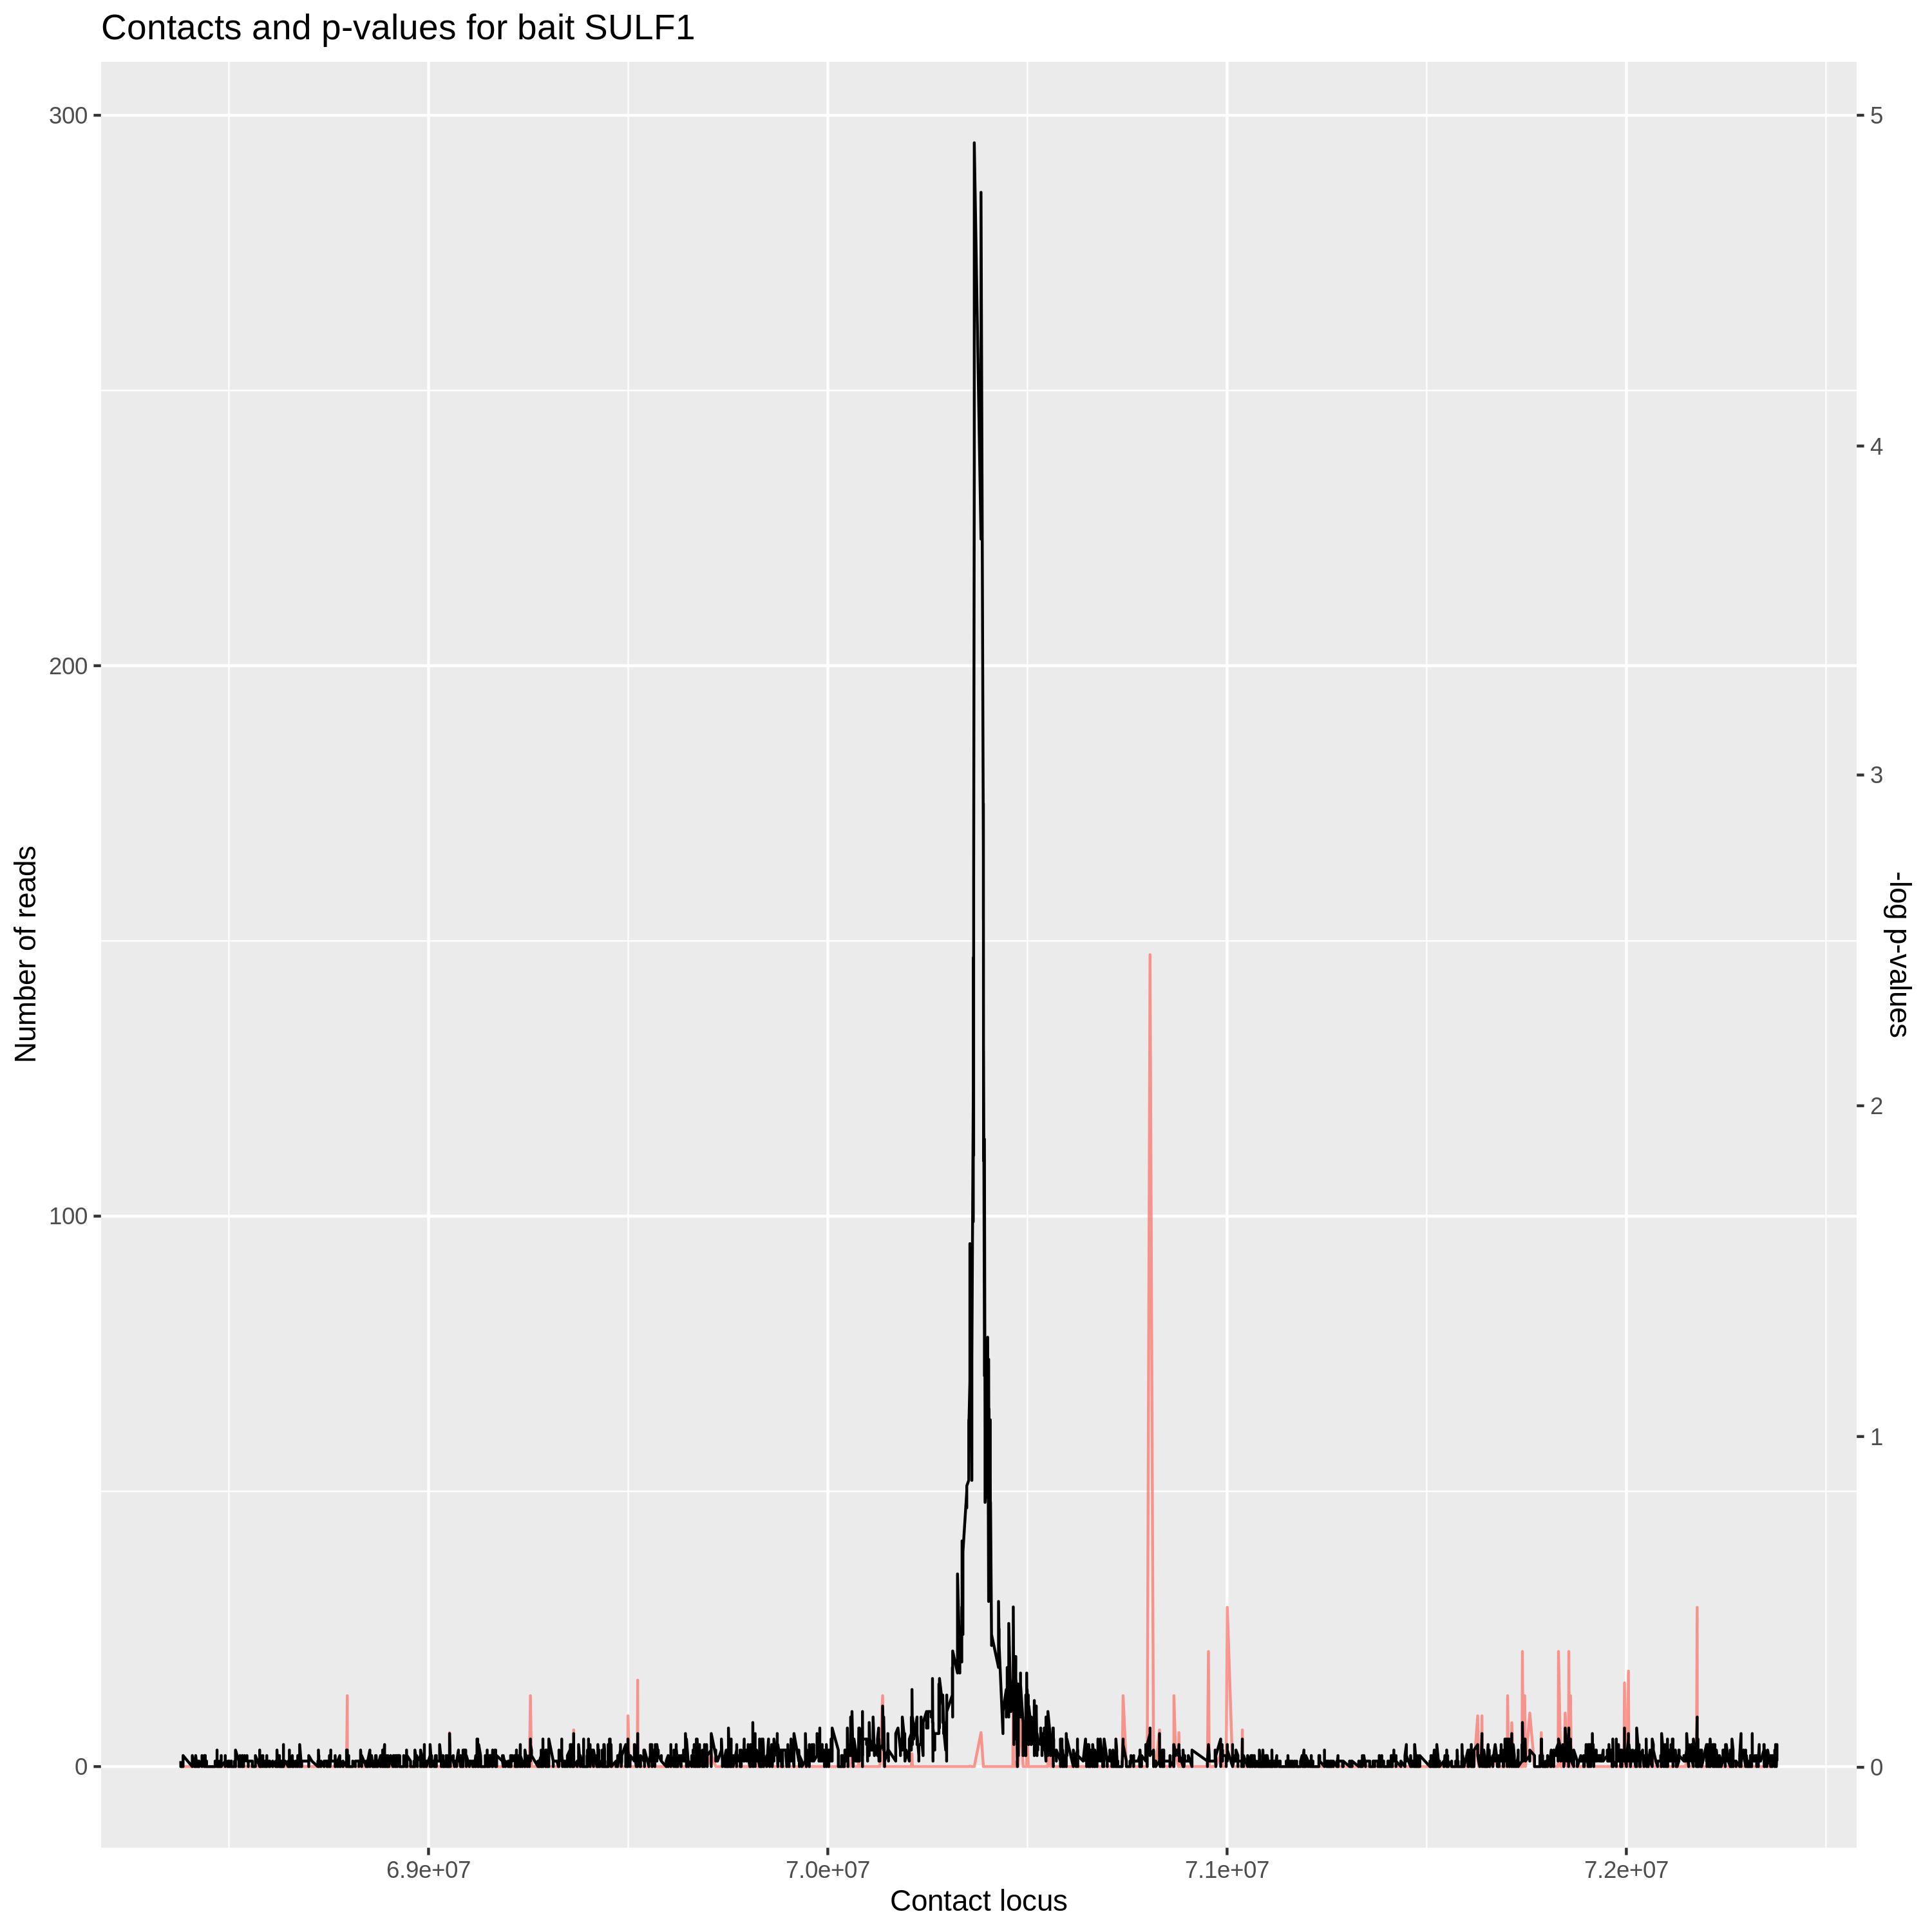 Contacts and p-values for bait SULF1
300
200
100
0
Number of reads
5
4
3
2
1
0
-log p-values
6.9e+07 7.0e+07 7.1e+07 7.2e+07
Contact locus